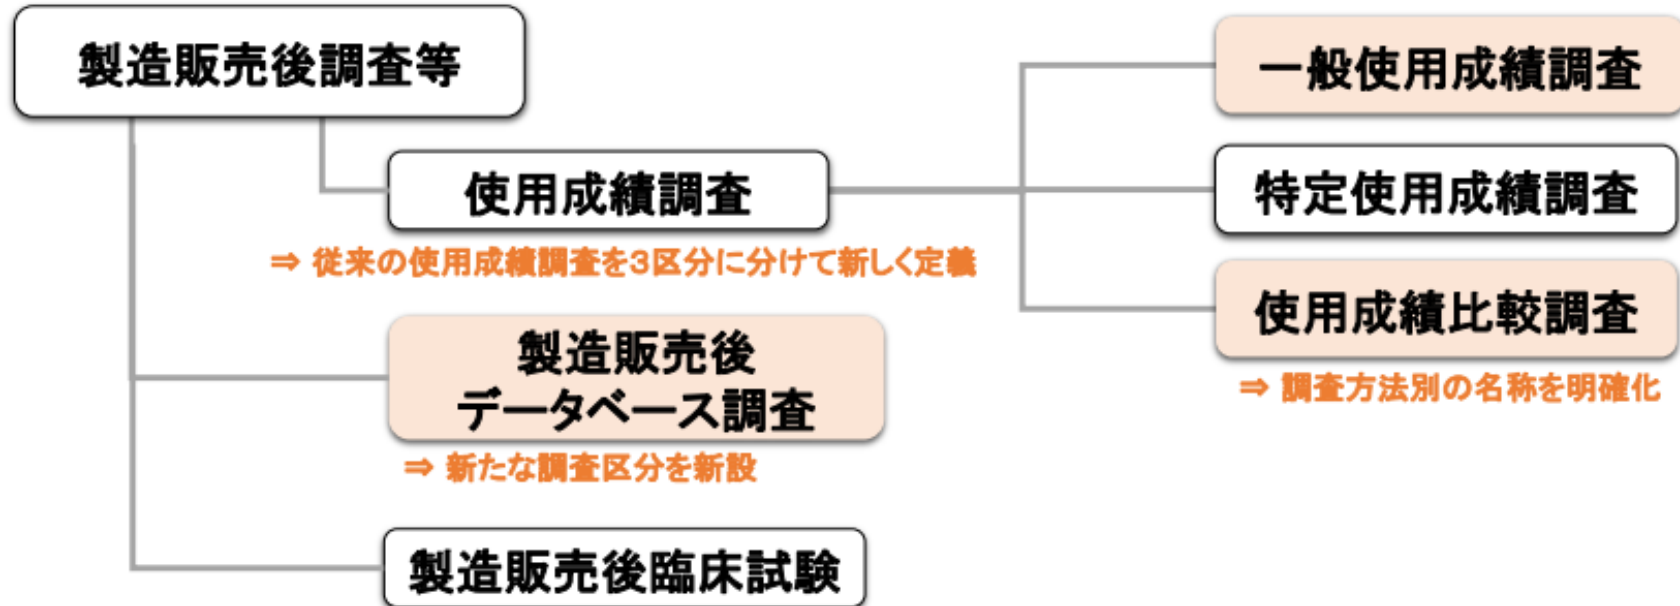 製造販売後調査等
一般使用成績調査
使用成績調査
特定使用成績調査
⇒ 従来の使用成績調査を3区分に分けて新しく定義
使用成績比較調査
⇒ 調査方法別の名称を明確化
製造販売後
データベース調査
⇒ 新たな調査区分を新設
製造販売後臨床試験